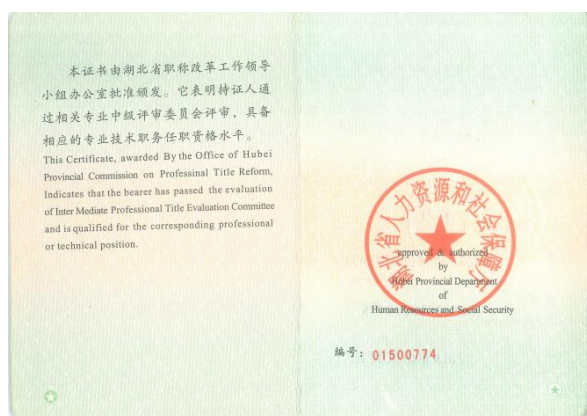 本证书由湖北省职称改革工作领导
小组办公室批准颁发。它表明持证人通
过相关专业中级评审委员会评审，具备
相应的专业技术职务任职资格水平。
This Certificate, awarded By the Office of Hubei
Provincial Commission on Professinal Title Reform,
Indicates that the bearer has passed the evaluation
of Inter Mediate Professional Title Evaluation Committee
and is qualified for the corresponding professional
or technical position.
湖北省人力资源和社会保障厅
approved & authorized
by
Hubei Provincial Department
of
Human Resources and Social Security
编号：01500774